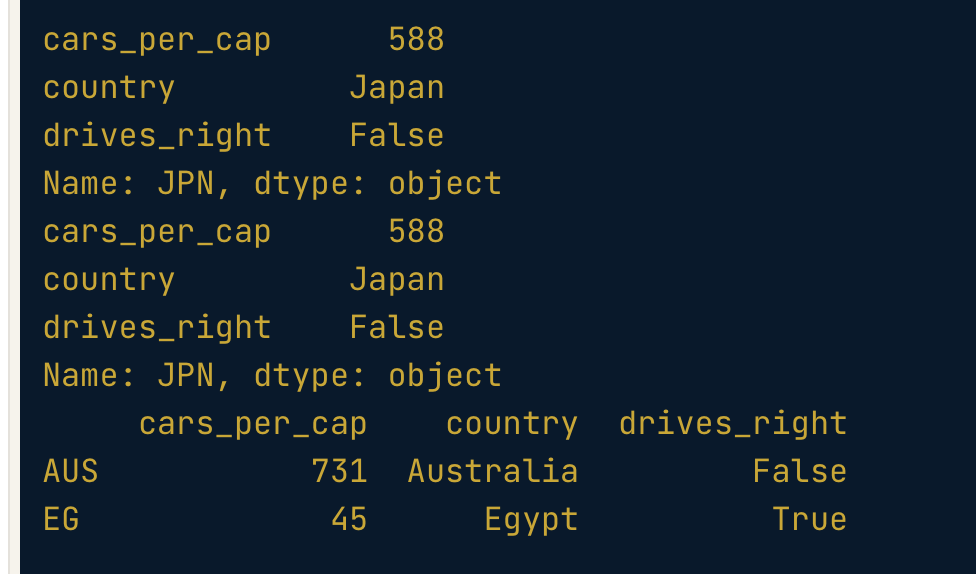 cars_per_cap      588
country         Japan
drives_right    False
Name: JPN, dtype: object
cars_per_cap      588
country         Japan
drives_right    False
Name: JPN, dtype: object
     cars_per_cap    country  drives_right
AUS           731  Australia         False
EG             45      Egypt          True